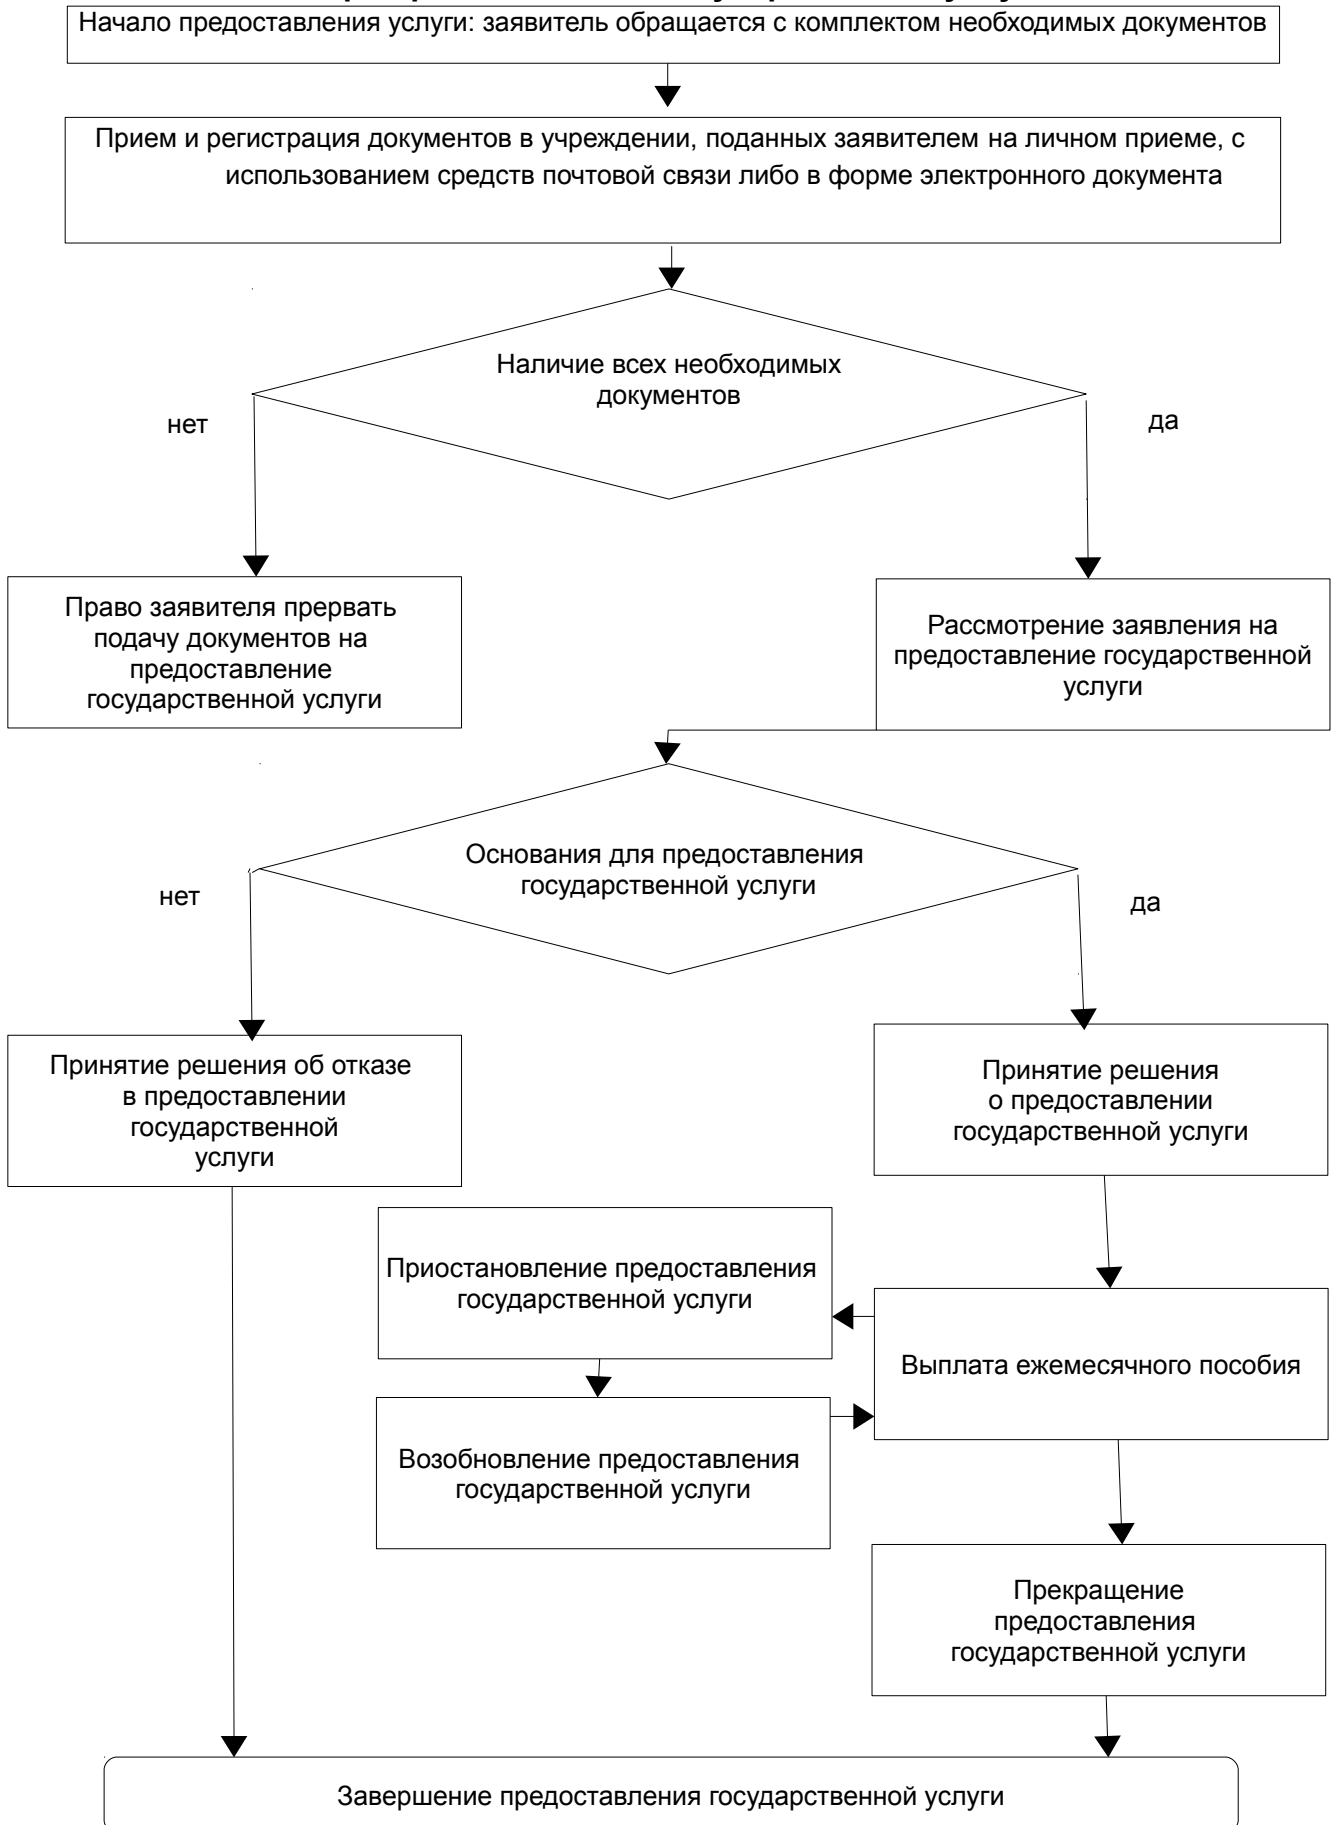 Начало предоставления услуги: заявитель обращается с комплектом необходимых документов
Прием и регистрация документов в учреждении, поданных заявителем на личном приеме, с
использованием средств почтовой связи либо в форме электронного документа
Наличие всех необходимых
документов
нет
да
Право заявителя прервать
подачу документов на
предоставление
государственной услуги
Рассмотрение заявления на
предоставление государственной
услуги
Основания для предоставления
государственной услуги
нет
да
Принятие решения об отказе
в предоставлении
государственной
услуги
Принятие решения
о предоставлении
государственной услуги
Приостановление предоставления
государственной услуги
Выплата ежемесячного пособия
Возобновление предоставления
государственной услуги
Прекращение
предоставления
государственной услуги
Завершение предоставления государственной услуги